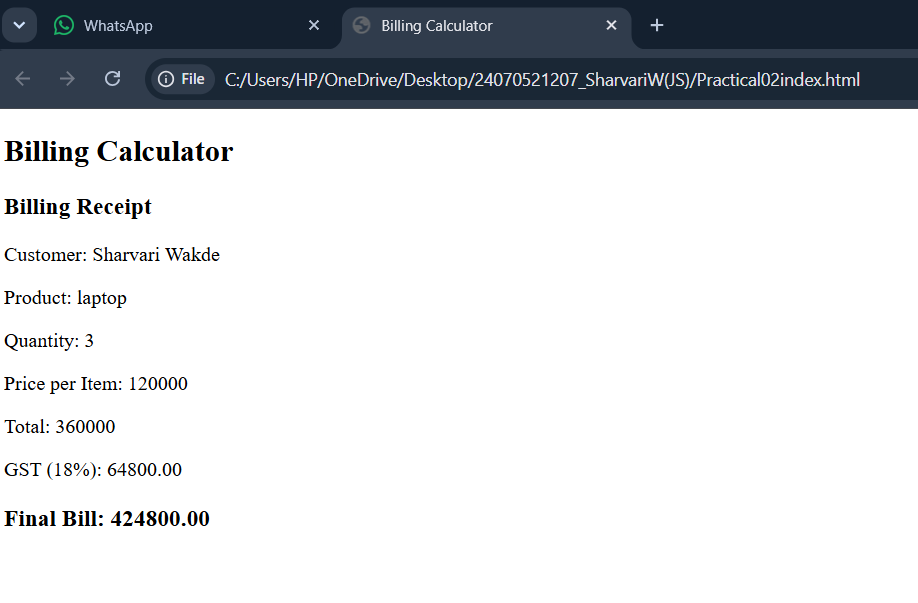 WhatsApp
Billing Calculator
File C:/Users/HP/OneDrive/Desktop/24070521207_SharvariW(JS)/Practical02index.html
Billing Calculator
Billing Receipt
Customer: Sharvari Wakde
Product: laptop
Quantity: 3
Price per Item: 120000
Total: 360000
GST (18%): 64800.00
Final Bill: 424800.00